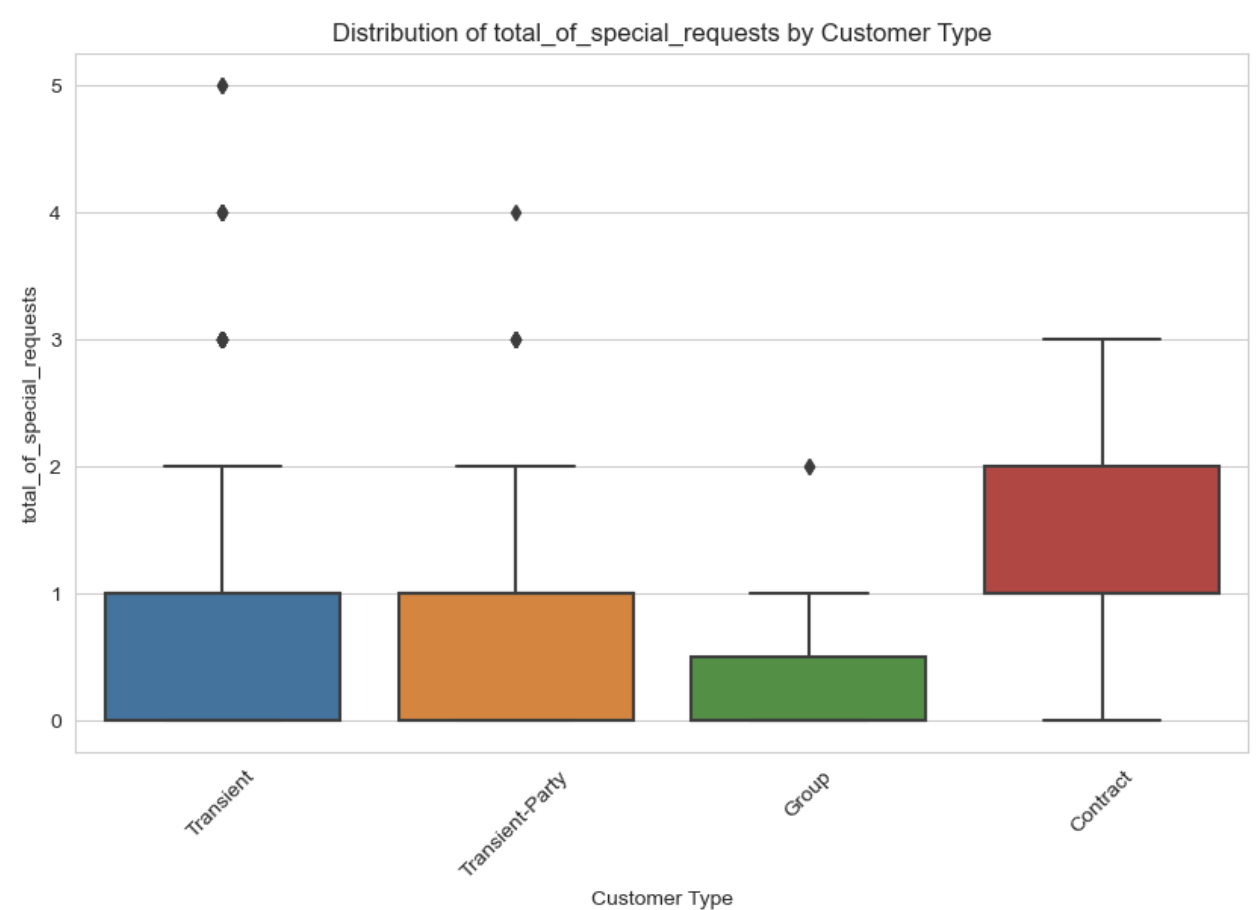 Distribution of total_of_special_requests by Customer Type
5
4
3
2
1
0
total_of_special_requests
Transient
Transient-Party
Group
Contract
Customer Type